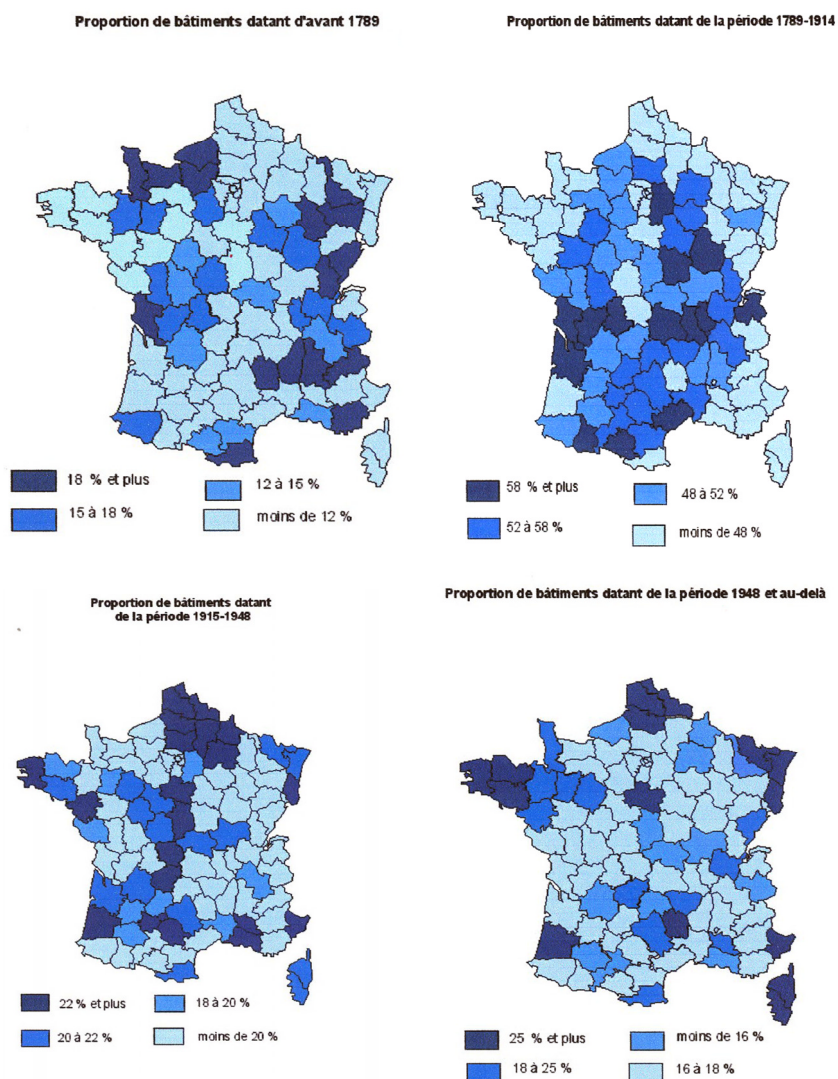 Proportion de bâtiments datant d'avant 1789
Proportion de bâtiments datant de la période 1789-1914
18 % et plus
12 à 15 %
15 à 18 %
moins de 12 %
58 % et plus
48 à 52 %
52 à 58 %
moins de 48 %
Proportion de bâtiments datant
de la période 1915-1948
Proportion de bâtiments datant de la période 1948 et au-delà
22 % et plus
18 à 20 %
20 à 22 %
moins de 20 %
25 % et plus
moins de 16 %
18 à 25 %
16 à 18 %